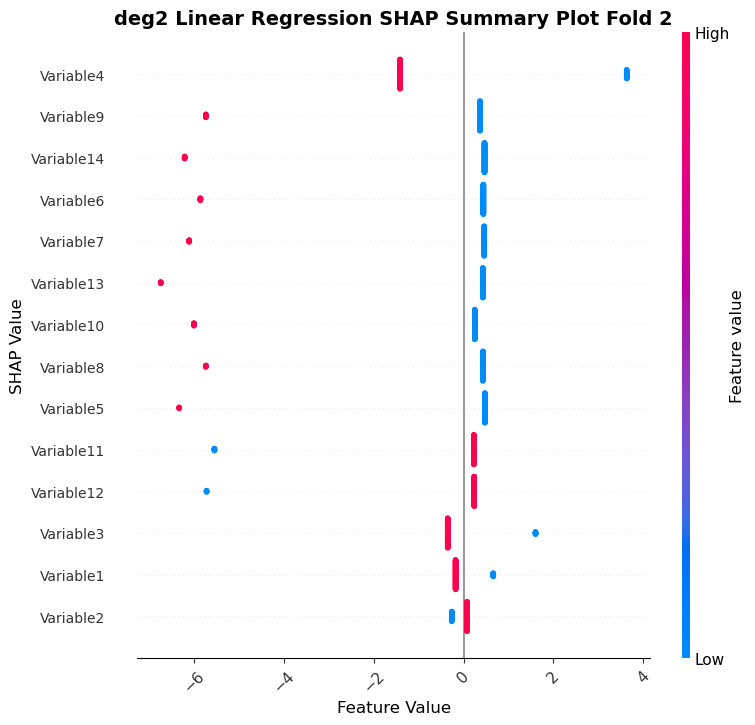 deg2 Linear Regression SHAP Summary Plot Fold 2
High
Variable4
Variable9
Variable14
Variable6
Variable7
Variable13
Variable10
Variable8
Variable5
Variable11
Variable12
Variable3
Variable1
Variable2
SHAP Value
Feature value
Low
−6 −4 −2 0 2 4
Feature Value